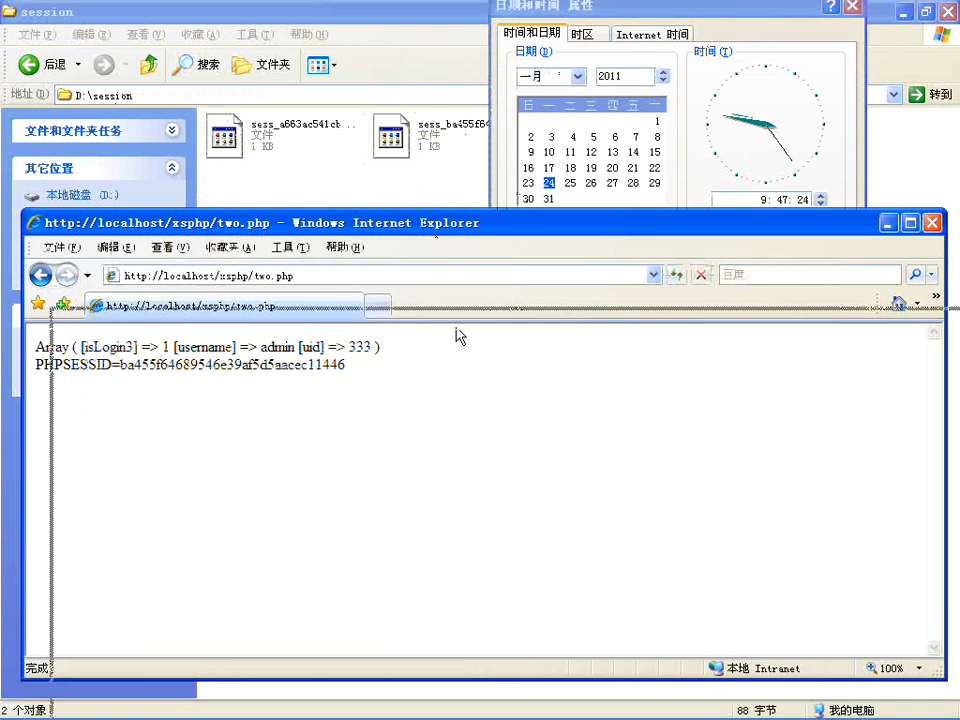 session
日期和时间 属性
文件(F) 编辑(E) 查看(V) 收藏(A) 工具(T) 帮助(H)
时间和日期 时区 Internet 时间
后退 搜索 文件夹
日期(D) 时间(T)
一月 2011
地址(D) D:\session 转到
日 一 二 三 四 五
1
2 3 4 5 6 7 8
9 10 11 12 13 14 15
16 17 18 19 20 21 22
23 24 25 26 27 28 29
30 31
9:47:24
文件和文件夹任务
sess_a663ac541cb ...
文件
1 KB
sess_ba455f64
文件
1 KB
其它位置
本地磁盘 (D:)
http://localhost/xsphp/two.php - Windows Internet Explorer
文件(F) 编辑(E) 查看(V) 收藏夹(A) 工具(T) 帮助(H)
http://localhost/xsphp/two.php 百度
http://localhost/xsphp/two.php
Array ( [isLogin3] => 1 [username] => admin [uid] => 333 )
PHPSESSID=ba455f64689546e39af5d5aacec11446
完成 本地 Intranet 100%
2 个对象 88 字节 我的电脑